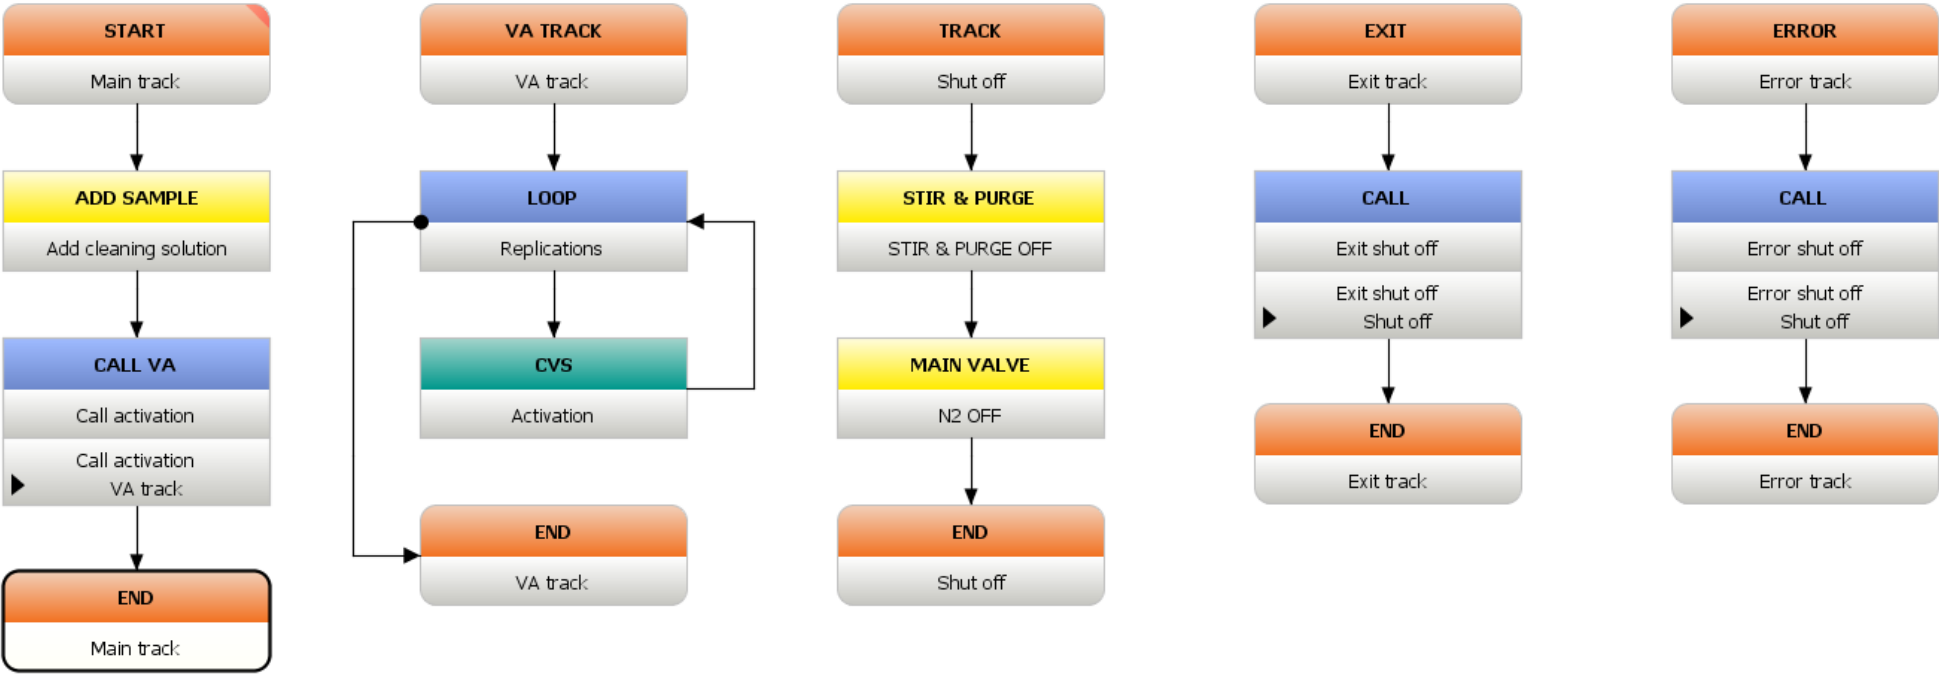 START
Main track
ADD SAMPLE
Add cleaning solution
CALL VA
Call activation
Call activation
VA track
END
Main track
VA TRACK
VA track
LOOP
Replications
CVS
Activation
END
VA track
TRACK
Shut off
STIR & PURGE
STIR & PURGE OFF
MAIN VALVE
N2 OFF
END
Shut off
EXIT
Exit track
CALL
Exit shut off
Exit shut off
Shut off
END
Exit track
ERROR
Error track
CALL
Error shut off
Error shut off
Shut off
END
Error track